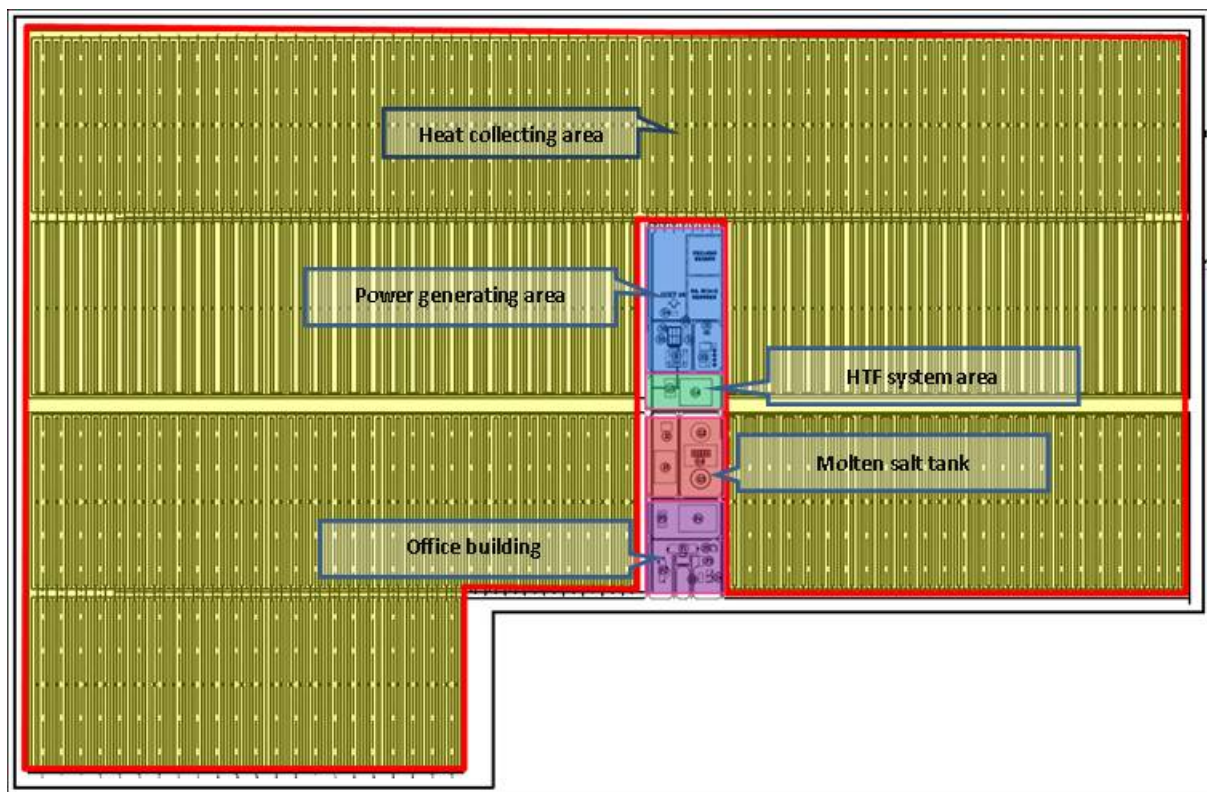 Heat collecting area
Power generating area
HTF system area
Molten salt tank
Office building